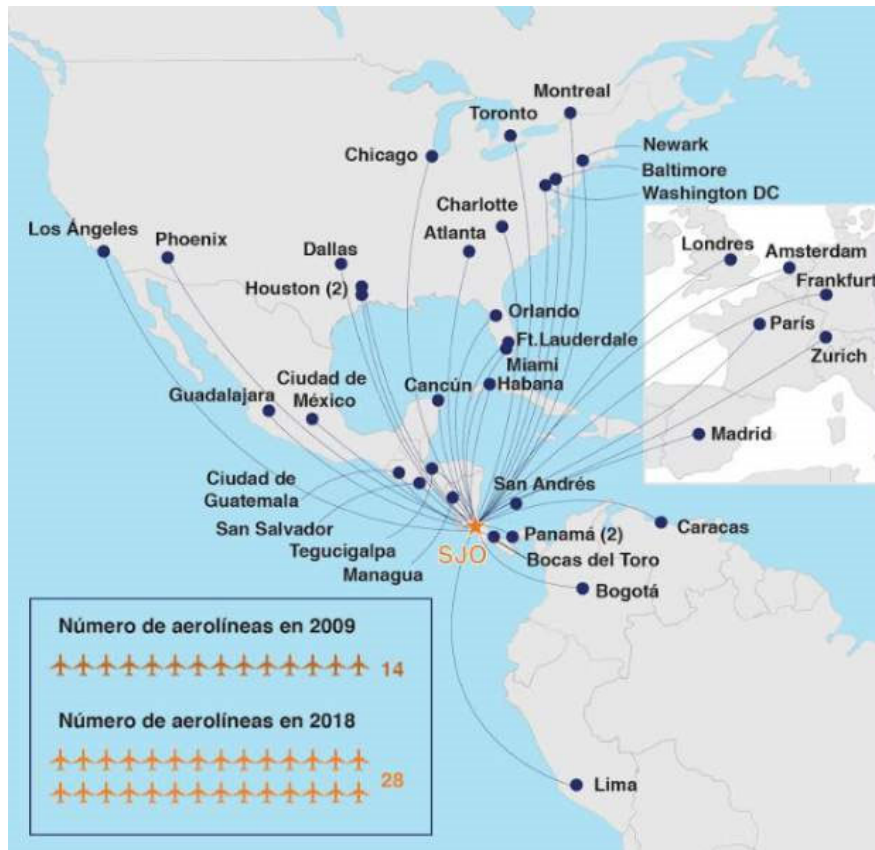 Montreal
Toronto
Chicago
Newark
Baltimore
Washington DC
Charlotte
Atlanta
Los Ángeles
Phoenix
Dallas
Houston (2)
Londres
Amsterdam
Frankfurt
París
Zurich
Madrid
Orlando
Ft.Lauderdale
Miami
Habana
Cancún
Ciudad de
México
Guadalajara
Ciudad de
Guatemala
San Salvador
Tegucigalpa
Managua
San Andrés
SJO
Panamá (2)
Bocas del Toro
Caracas
Bogotá
Lima
Número de aerolíneas en 2009
14
Número de aerolíneas en 2018
28